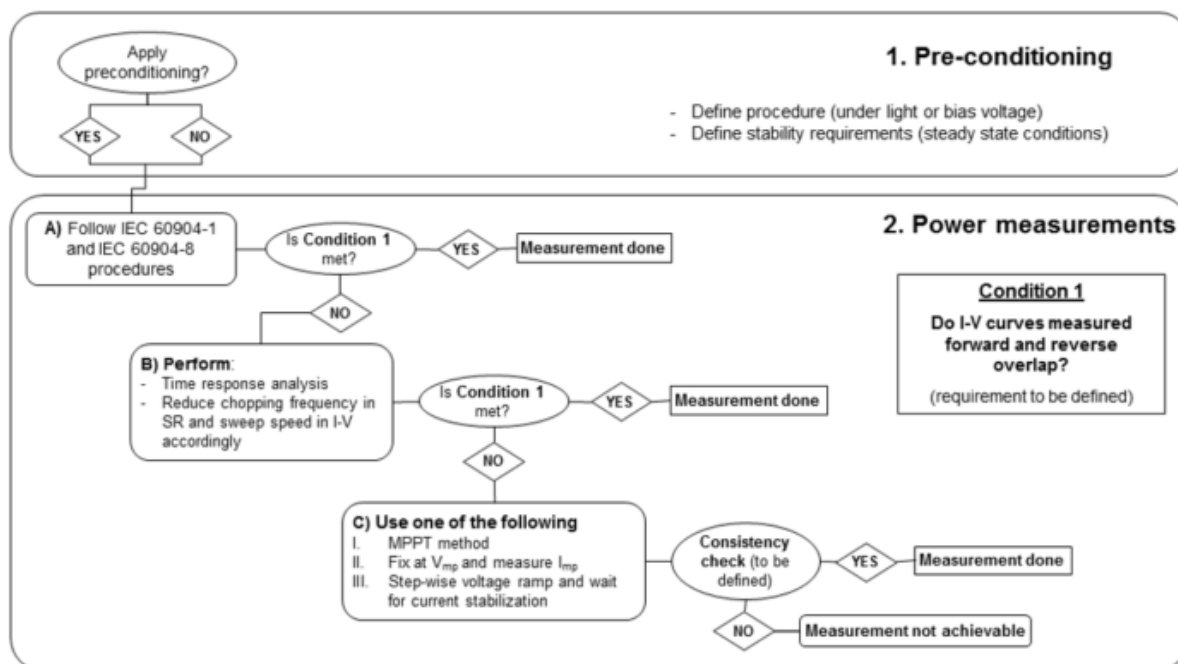 Apply
preconditioning?
YES
NO
1. Pre-conditioning
- Define procedure (under light or bias voltage)
- Define stability requirements (steady state conditions)
2. Power measurements
A) Follow IEC 60904-1
and IEC 60904-8
procedures
Is Condition 1
met?
YES
Measurement done
NO
Condition 1
Do I-V curves measured
forward and reverse
overlap?
(requirement to be defined)
B) Perform:
- Time response analysis
- Reduce chopping frequency in
SR and sweep speed in I-V
accordingly
Is Condition 1
met?
YES
Measurement done
NO
C) Use one of the following
I. MPPT method
II. Fix at Vmp and measure Imp
III. Step-wise voltage ramp and wait
for current stabilization
Consistency
check (to be
defined)
YES
Measurement done
NO
Measurement not achievable